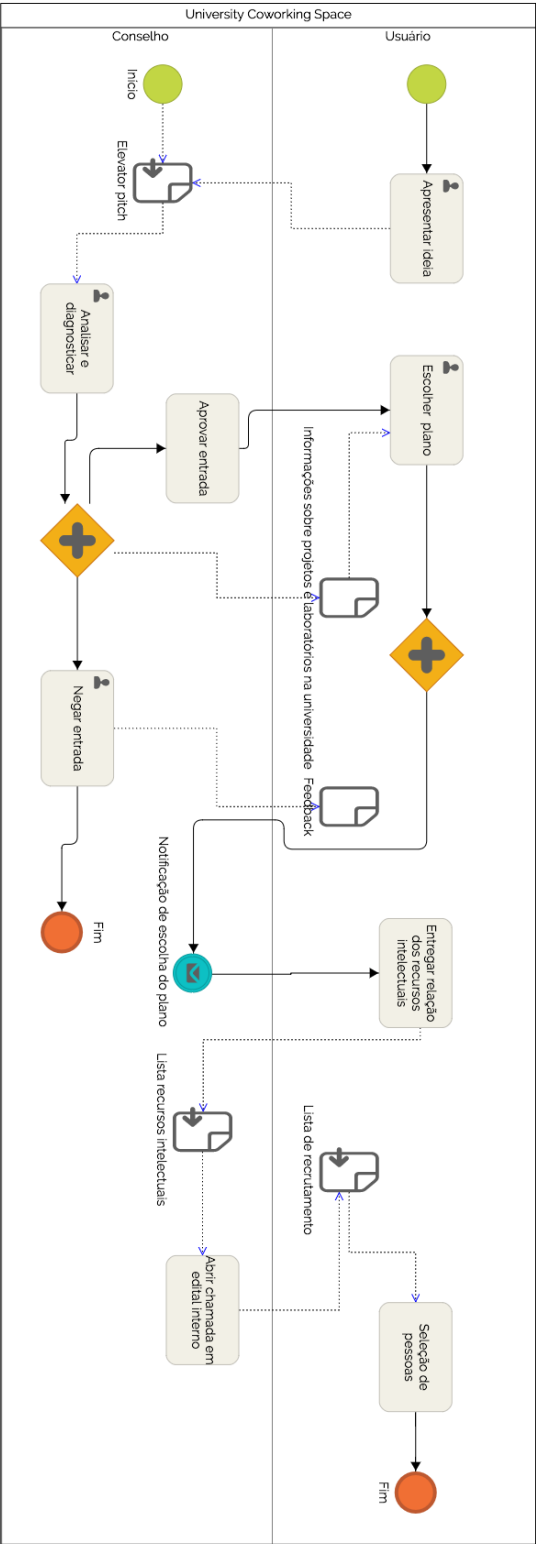 University Coworking Space
Conselho
Usuário
Inicio
Apresentar ideia
Elevator pitch
Analisar e
diagnosticar
Aprovar entrada
Escolher plano
Informações sobre projetos e laboratórios na universidade
Negar entrada
Feedback
Fim
Notificação de escolha do plano
Entregar relação
dos recursos
intelectuais
Lista recursos intelectuais
Lista de recrutamento
Abrir chamada em
edital interno
Seleção de
pessoas
Fim